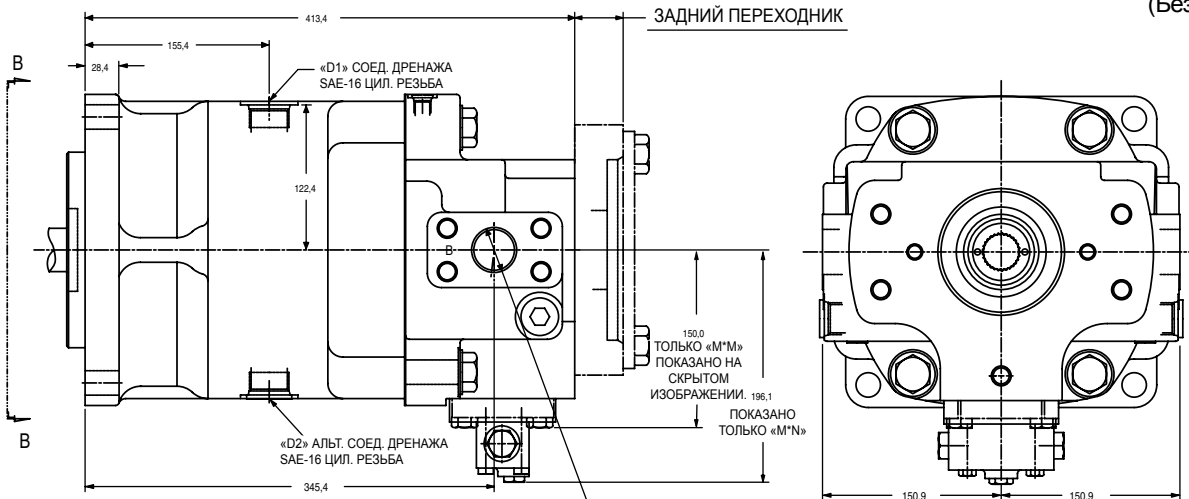 413,4
ЗАДНИЙ ПЕРЕХОДНИК
(Без
155,4
B
28,4
«D1» СОЕД. ДРЕНАЖА
SAE-16 ЦИЛ. РЕЗЬБА
122,4
B
150,0
ТОЛЬКО «M*M»
ПОКАЗАНО НА
СКРЫТОМ
ИЗОБРАЖЕНИИ.
196,1
ПОКАЗАНО
ТОЛЬКО «M*N»
B
«D2» АЛЬТ. СОЕД. ДРЕНАЖА
SAE-16 ЦИЛ. РЕЗЬБА
345,4
150,9
150,9